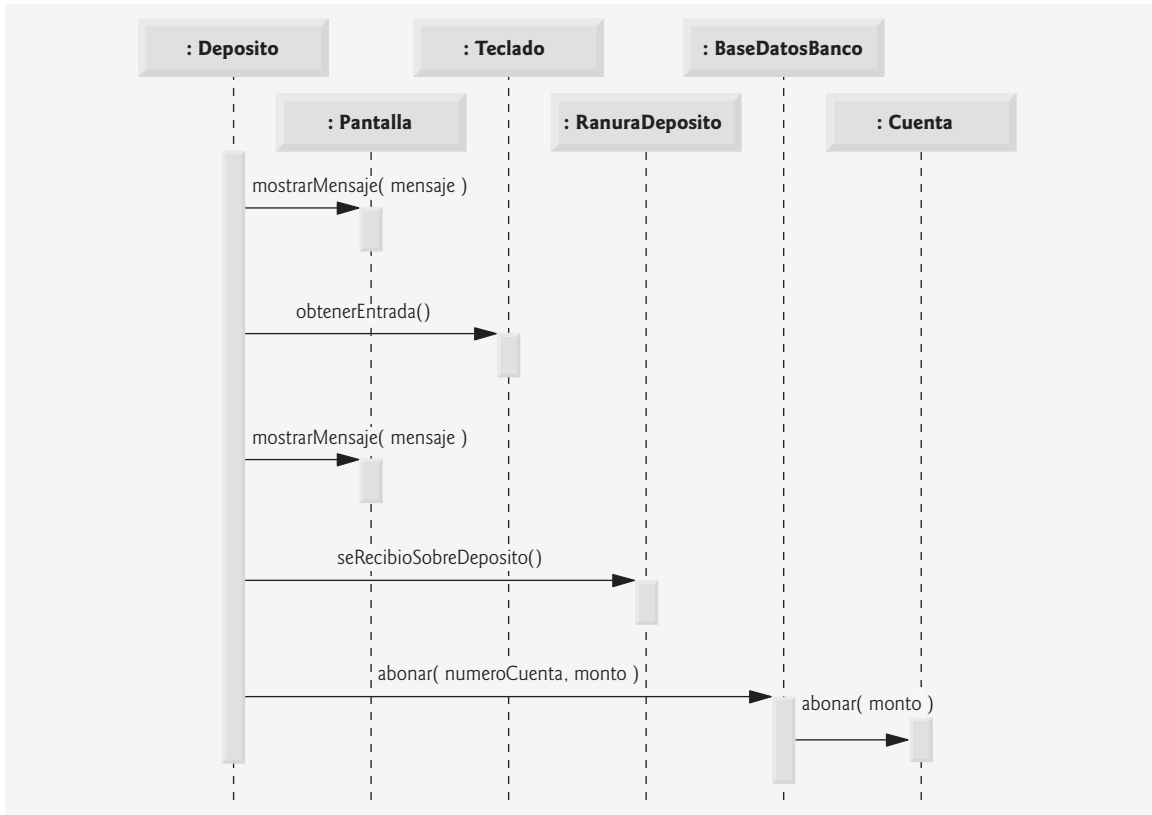 : Deposito
: Teclado
: BaseDatosBanco
: Pantalla
: RanuraDeposito
: Cuenta
mostrarMensaje( mensaje )
obtenerEntrada()
mostrarMensaje( mensaje )
seRecibioSobreDeposito()
abonar( numeroCuenta, monto )
abonar( monto )